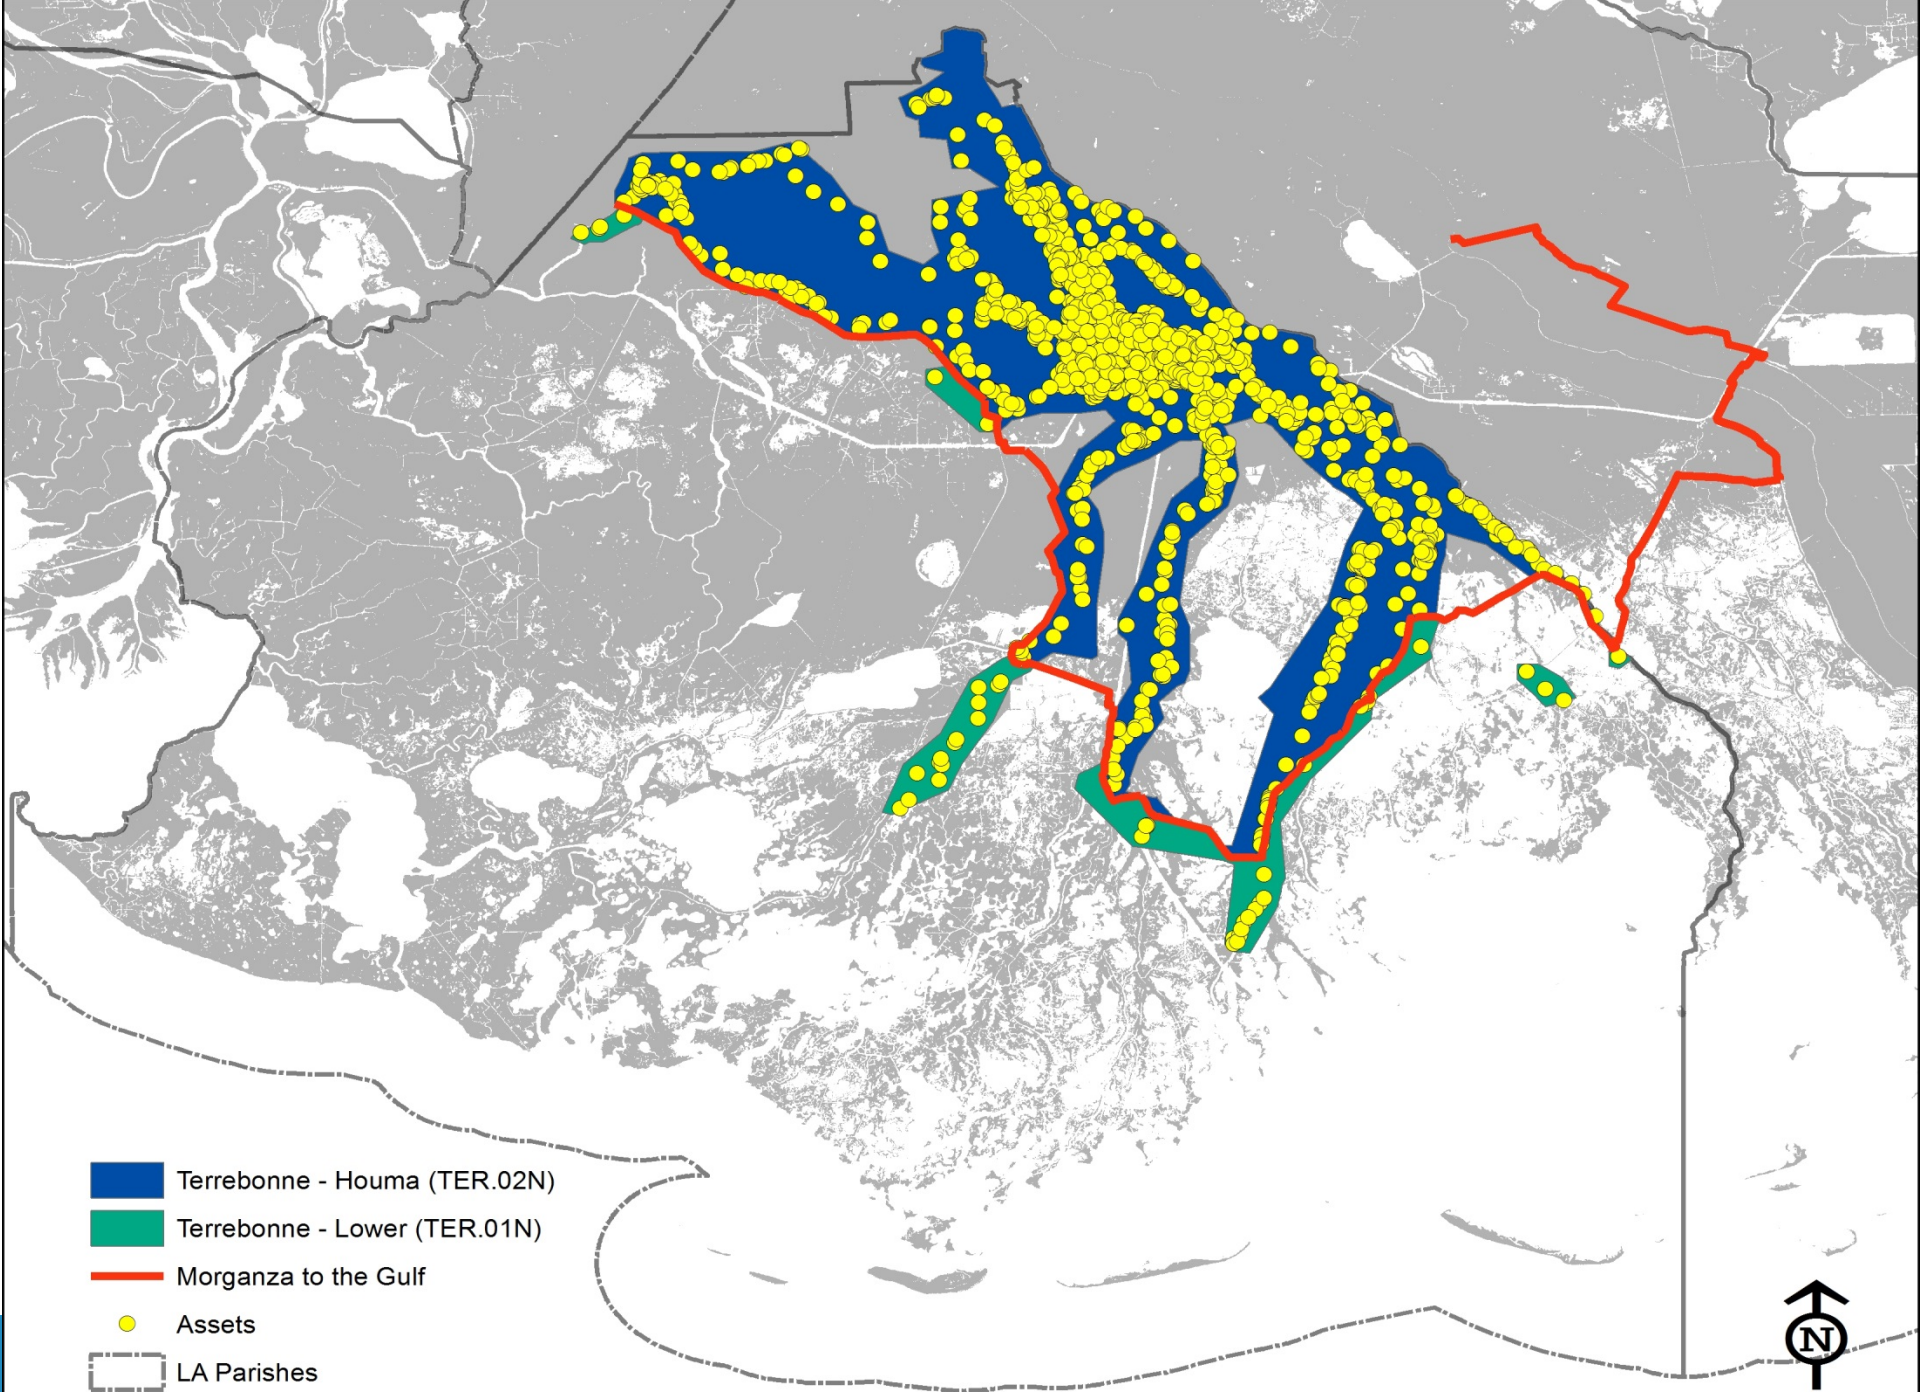 Terrebonne - Houma (TER.02N)
Terrebonne - Lower (TER.01N)
Morganza to the Gulf
Assets
LA Parishes
N